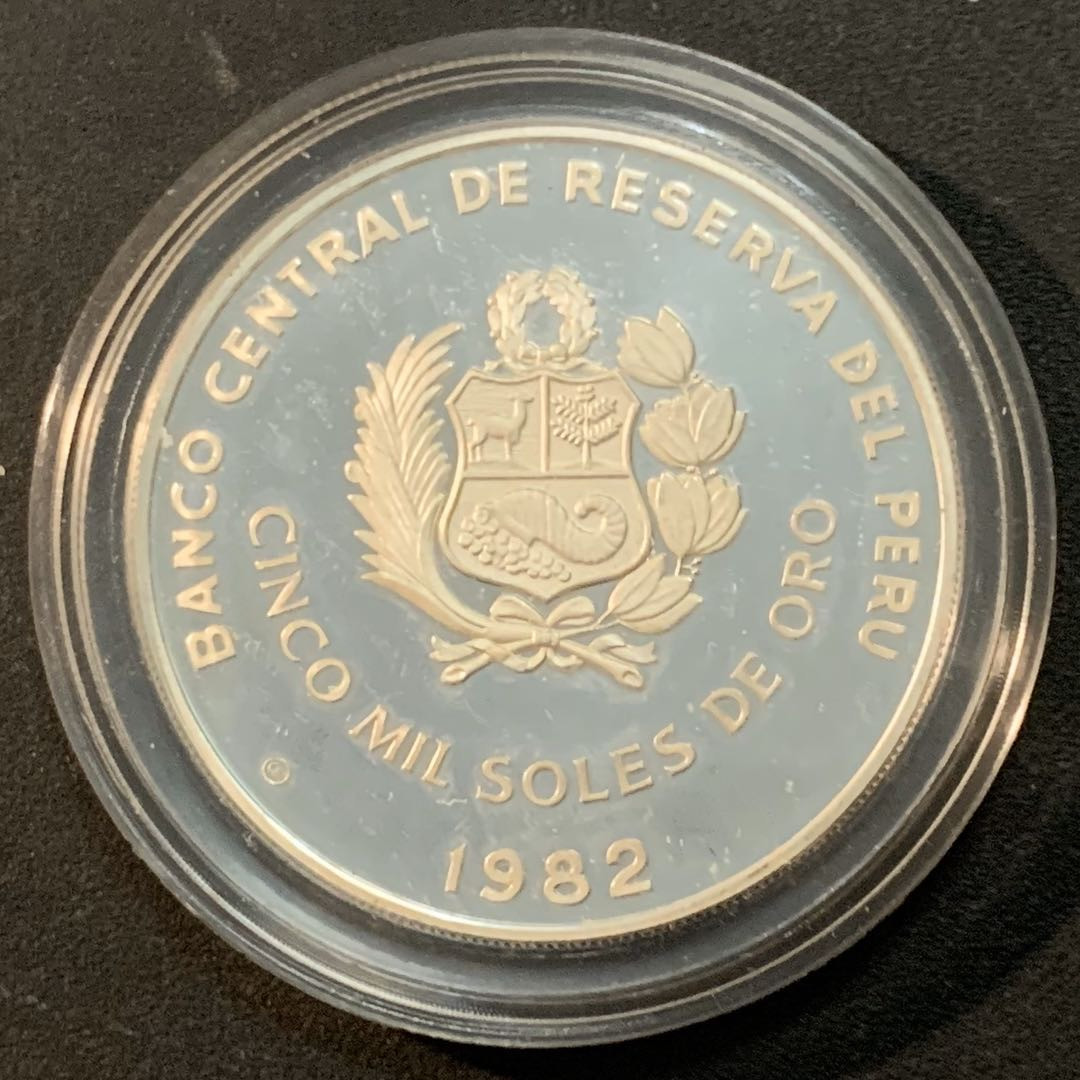 BANCO CENTRAL DE RESERVA DEL PERU
CINCO MIL SOLES DE ORO
1982